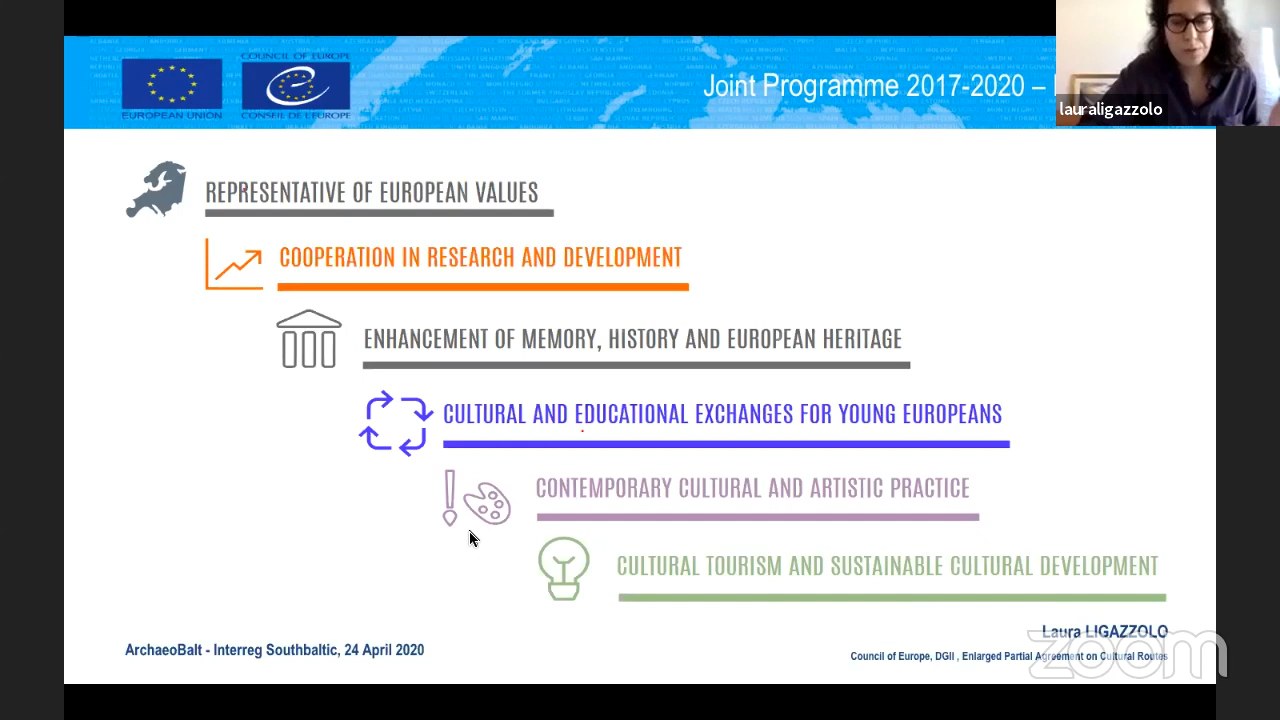 COUNCIL OF EUROPE
EUROPEAN UNION
CONSEIL DE L'EUROPE
Joint Programme 2017-2020 –
lauraligazzolo
REPRESENTATIVE OF EUROPEAN VALUES
COOPERATION IN RESEARCH AND DEVELOPMENT
ENHANCEMENT OF MEMORY, HISTORY AND EUROPEAN HERITAGE
CULTURAL AND EDUCATIONAL EXCHANGES FOR YOUNG EUROPEANS
CONTEMPORARY CULTURAL AND ARTISTIC PRACTICE
CULTURAL TOURISM AND SUSTAINABLE CULTURAL DEVELOPMENT
Laura LIGAZZOLO
ArchaeoBalt - Interreg Southbaltic, 24 April 2020
Council of Europe, DGII , Enlarged Partial Agreement on Cultural Routes
zoom